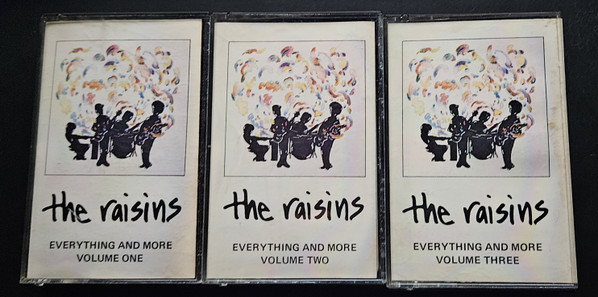 the raisins
EVERYTHING AND MORE
VOLUME ONE
the raisins
EVERYTHING AND MORE
VOLUME TWO
the raisins
EVERYTHING AND MORE
VOLUME THREE